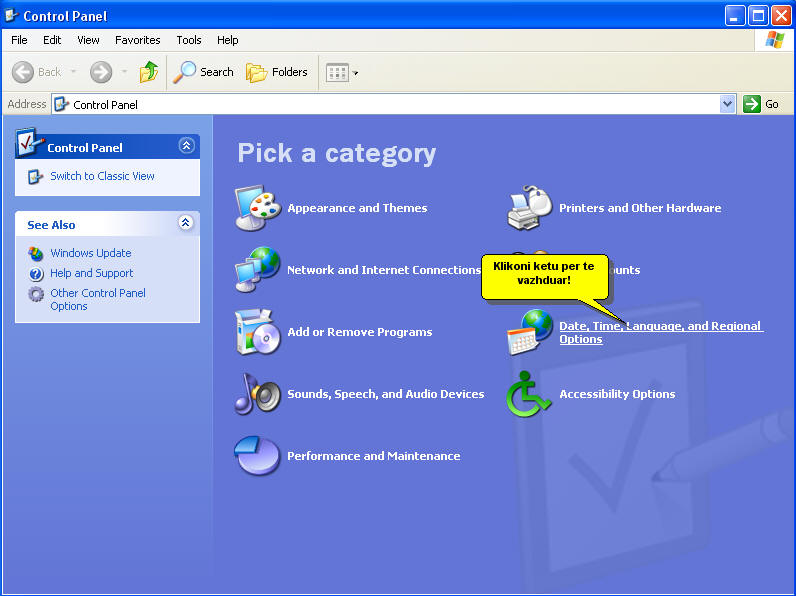 Control Panel
File Edit View Favorites Tools Help
Back Search Folders
Address Control Panel Go
Control Panel
Switch to Classic View
See Also
Windows Update
Help and Support
Other Control Panel
Options
Pick a category
Appearance and Themes
Printers and Other Hardware
Network and Internet Connections
Klikoni ketu per te
vazhduar!
Add or Remove Programs
Date, Time, Language, and Regional
Options
Sounds, Speech, and Audio Devices
Accessibility Options
Performance and Maintenance